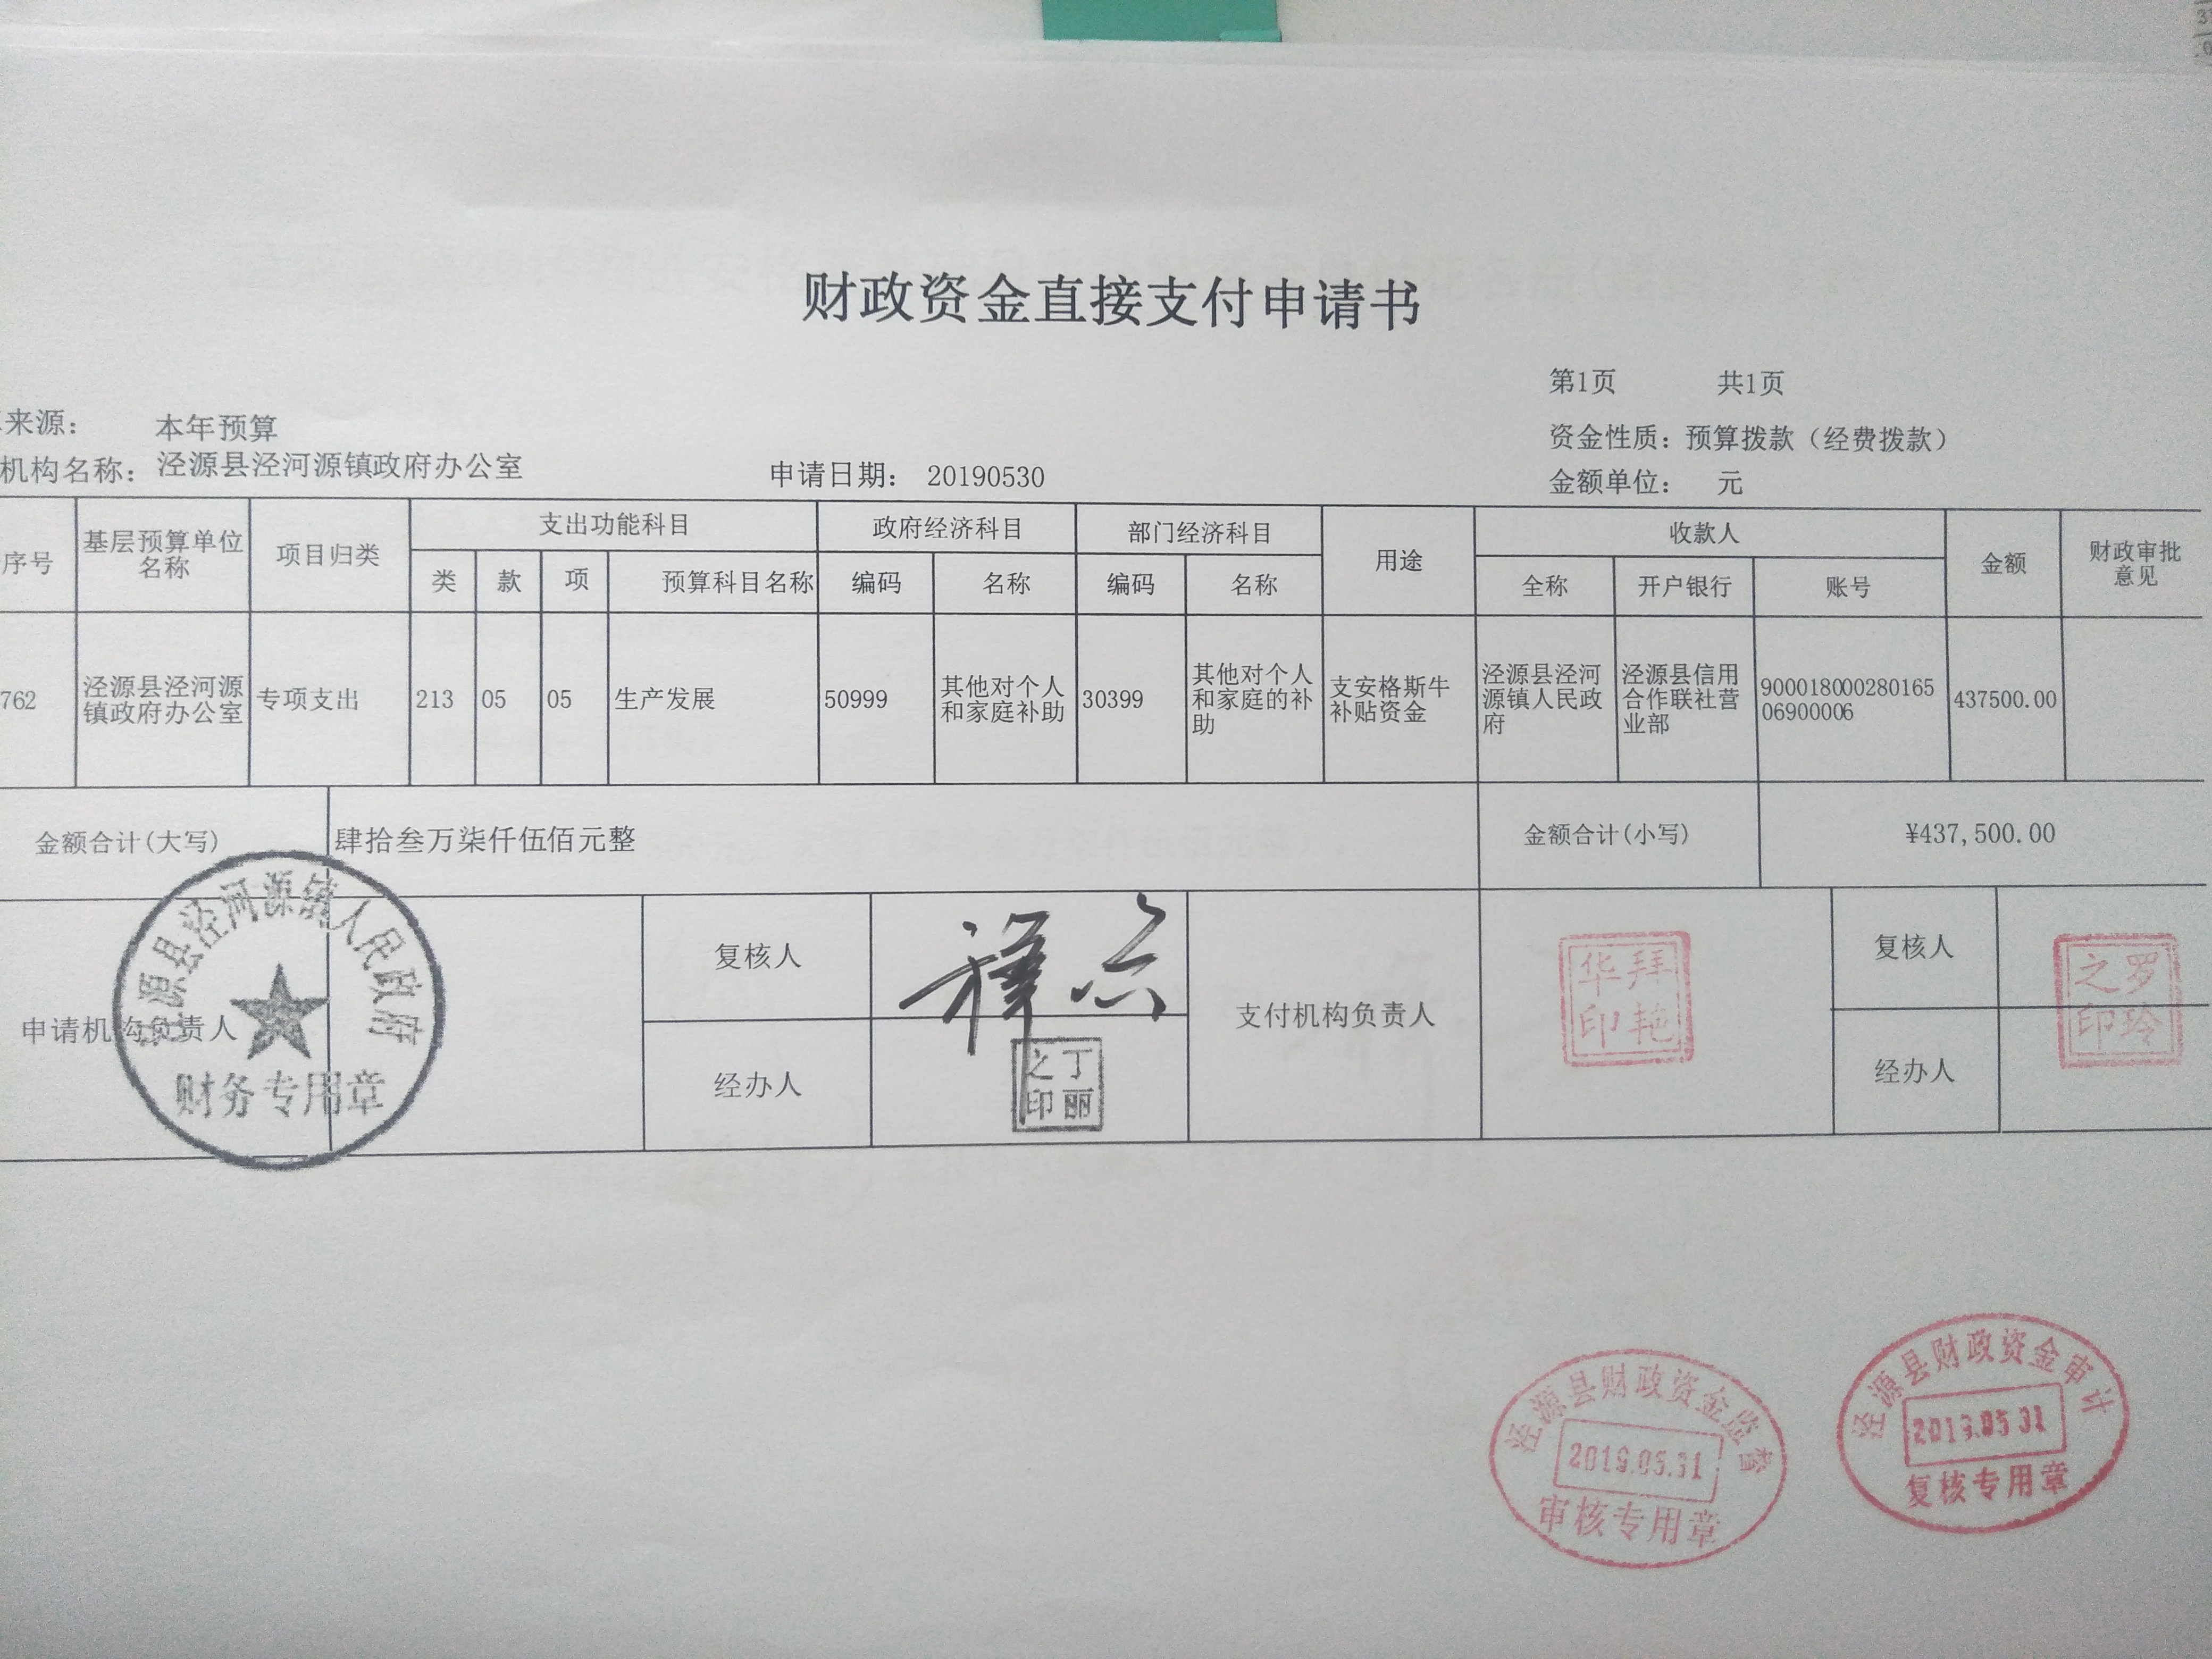 财政资金直接支付申请书
第1页 共1页
来源： 本年预算
资金性质：预算拨款（经费拨款）
机构名称：泾源县泾河源镇政府办公室 申请日期： 20190530 金额单位： 元
序号 基层预算单位名称 项目归类 支出功能科目 政府经济科目 部门经济科目 用途 收款人 金额 财政审批意见
类 款 项 预算科目名称 编码 名称 编码 名称 全称 开户银行 账号
762 泾源县泾河源镇政府办公室 专项支出 213 05 05 生产发展 50999 其他对个人和家庭补助 30399 其他对个人和家庭的补助 支安格斯牛补贴资金 泾源县泾河源镇人民政府 泾源县信用合作联社营业部 90001800028016506900006 437500.00
金额合计(大写) 肆拾叁万柒仟伍佰元整 金额合计(小写) ¥437,500.00
申请机构负责人 复核人 支付机构负责人 复核人
经办人 经办人
泾源县泾河源镇人民政府
财务专用章
丁丽之印
拜艳华印
罗玲之印
泾源县财政资金监督
2019.05.31
审核专用章
泾源县财政资金审计
2019.05.31
复核专用章